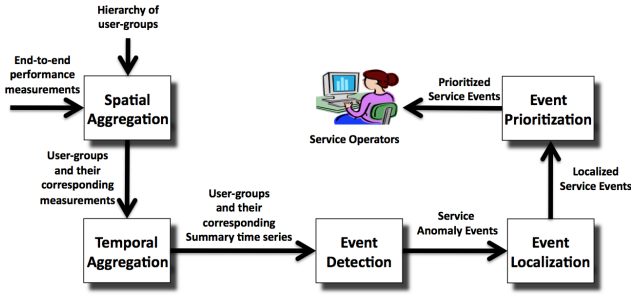 Hierarchy of
user-groups
End-to-end
performance
measurements
Spatial
Aggregation
User-groups
and their
corresponding
measurements
Temporal
Aggregation
User-groups
and their
corresponding
Summary time series
Event
Detection
Service
Anomaly Events
Event
Localization
Localized
Service Events
Event
Prioritization
Prioritized
Service Events
Service Operators